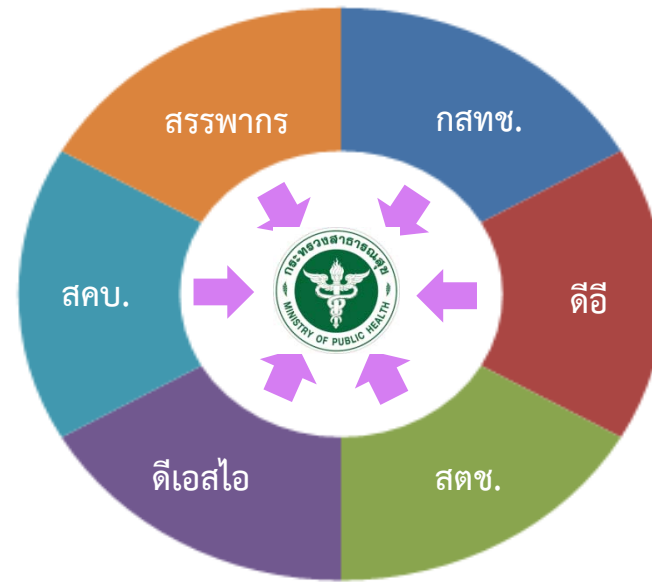 สรรพากร
กสทช.
สคบ.
กระทรวงสาธารณสุข
MINISTRY OF PUBLIC HEALTH
ดีอี
ดีเอสไอ
สตช.